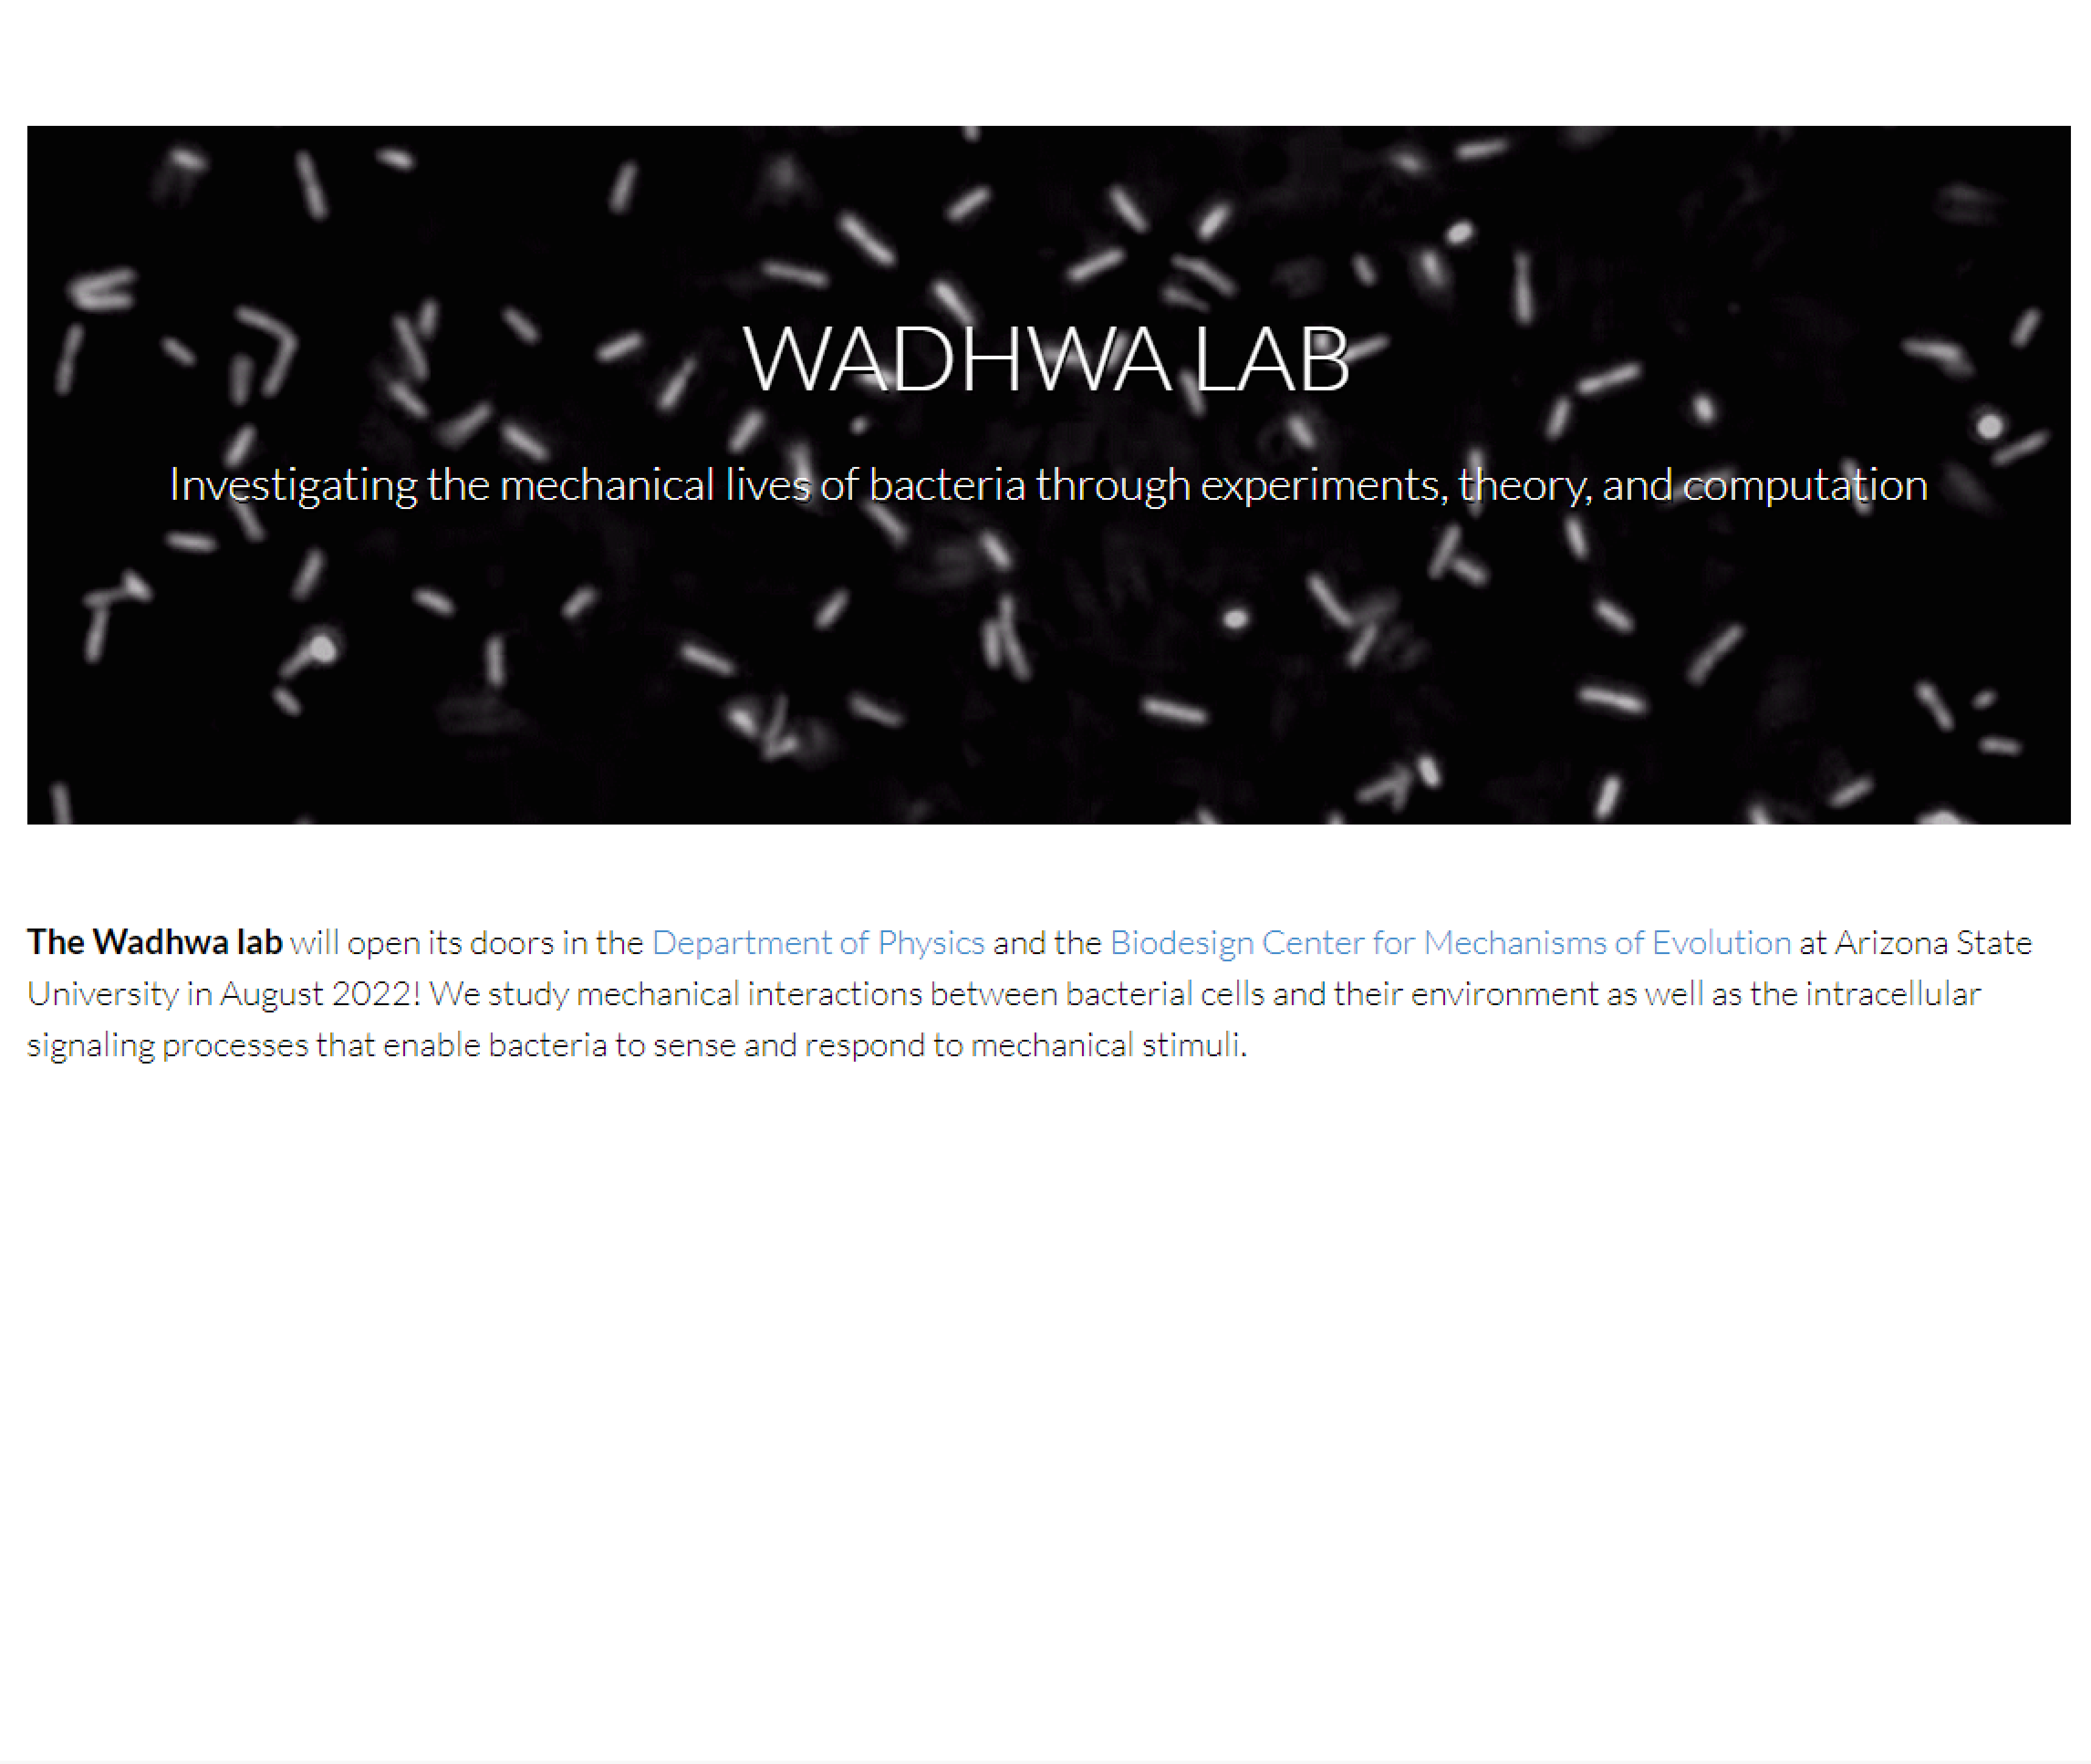 WADHWA LAB
Investigating the mechanical lives of bacteria through experiments, theory, and computation
The Wadhwa lab will open its doors in the Department of Physics and the Biodesign Center for Mechanisms of Evolution at Arizona State
University in August 2022! We study mechanical interactions between bacterial cells and their environment as well as the intracellular
signaling processes that enable bacteria to sense and respond to mechanical stimuli.